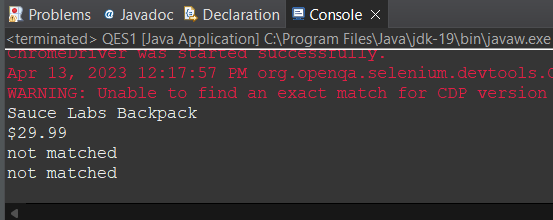 Problems Javadoc Declaration Console
<terminated> QES1 [Java Application] C:\Program Files\Java\jdk-19\bin\javaw.exe
ChromeDriver was started successfully.
Apr 13, 2023 12:17:57 PM org.openqa.selenium.devtools.C
WARNING: Unable to find an exact match for CDP version
Sauce Labs Backpack
$29.99
not matched
not matched